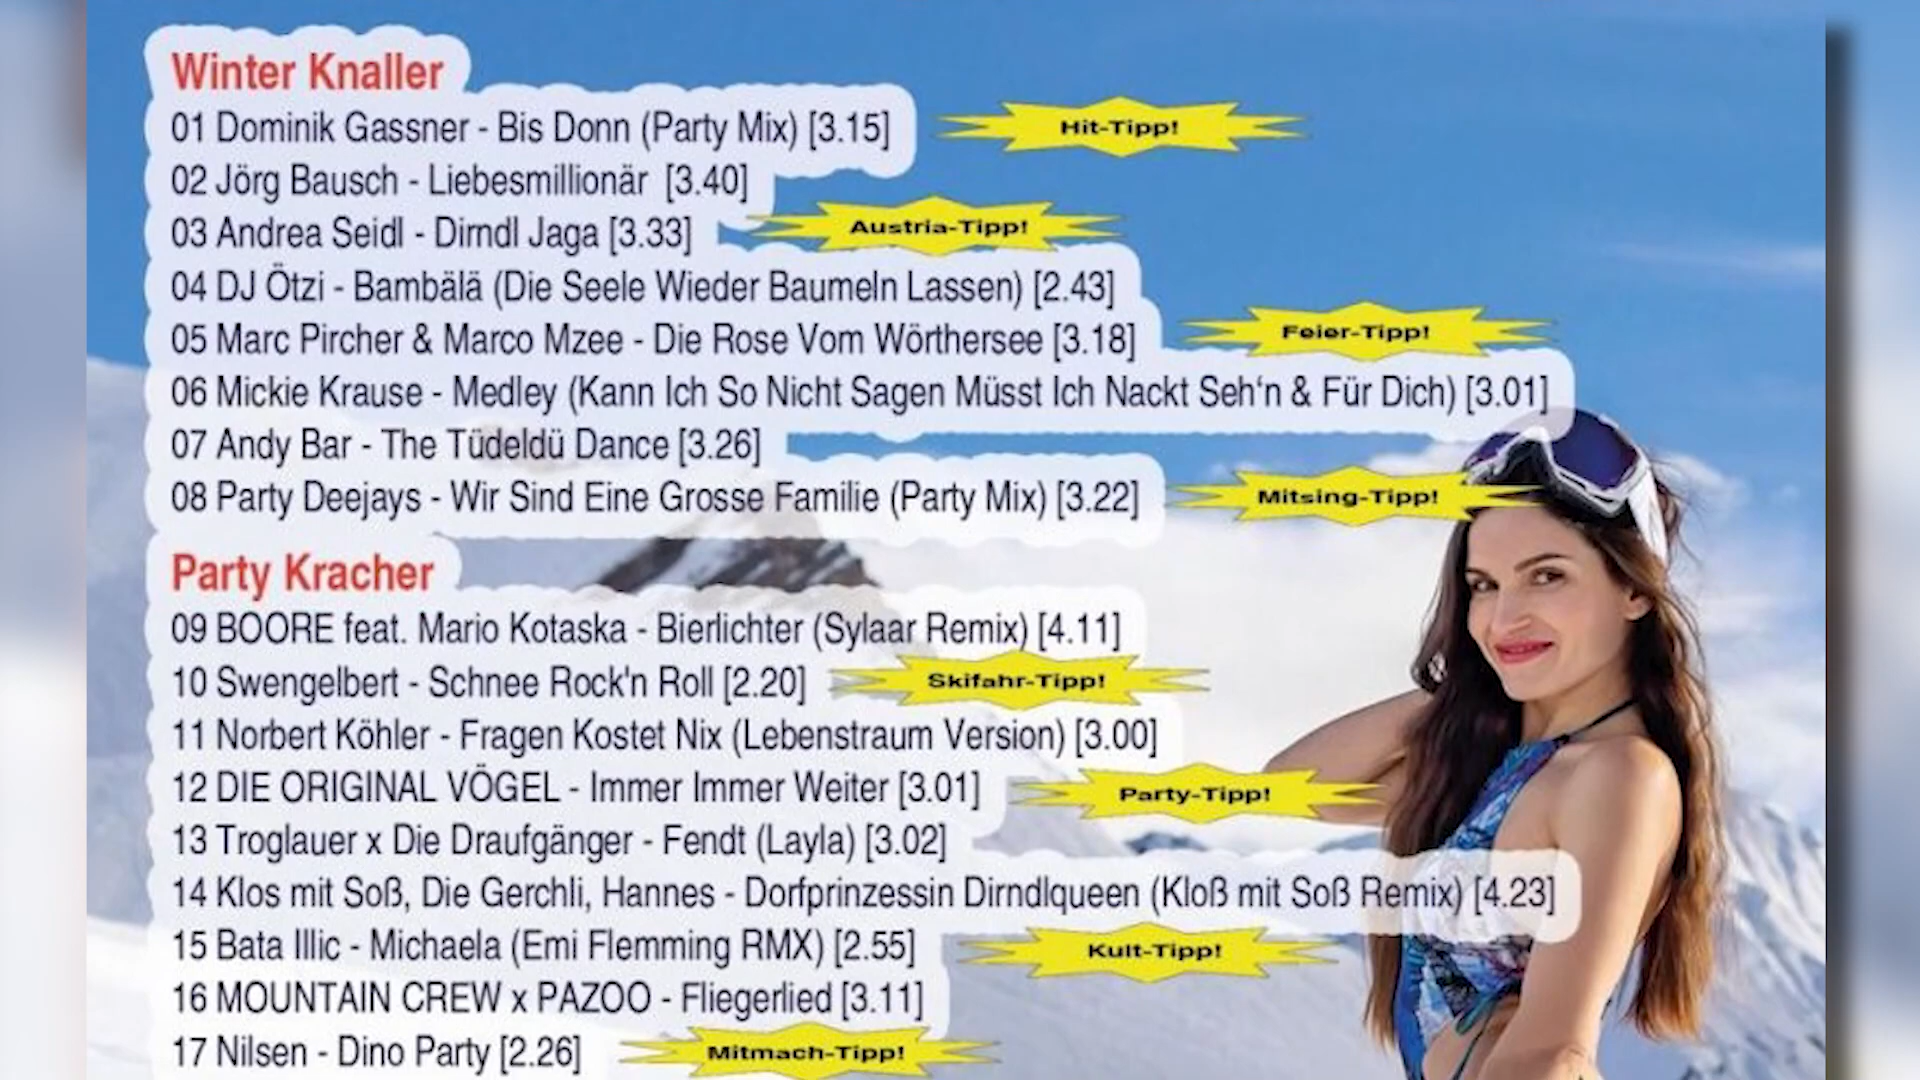 Winter Knaller
01 Dominik Gassner - Bis Donn (Party Mix) [3.15] Hit-Tipp!
02 Jörg Bausch - Liebesmillionär [3.40]
03 Andrea Seidl - Dirndl Jaga [3.33] Austria-Tipp!
04 DJ Ötzi - Bambälä (Die Seele Wieder Baumeln Lassen) [2.43]
05 Marc Pircher & Marco Mzee - Die Rose Vom Wörthersee [3.18] Feier-Tipp!
06 Mickie Krause - Medley (Kann Ich So Nicht Sagen Müsst Ich Nackt Seh‘n & Für Dich) [3.01]
07 Andy Bar - The Tüdeldü Dance [3.26]
08 Party Deejays - Wir Sind Eine Grosse Familie (Party Mix) [3.22] Mitsing-Tipp!
Party Kracher
09 BOORE feat. Mario Kotaska - Bierlichter (Sylaar Remix) [4.11]
10 Swengelbert - Schnee Rock'n Roll [2.20] Skifahr-Tipp!
11 Norbert Köhler - Fragen Kostet Nix (Lebenstraum Version) [3.00]
12 DIE ORIGINAL VÖGEL - Immer Immer Weiter [3.01] Party-Tipp!
13 Troglauer x Die Draufgänger - Fendt (Layla) [3.02]
14 Klos mit Soß, Die Gerchli, Hannes - Dorfprinzessin Dirndlqueen (Kloß mit Soß Remix) [4.23]
15 Bata Illic - Michaela (Emi Flemming RMX) [2.55] Kult-Tipp!
16 MOUNTAIN CREW x PAZOO - Fliegerlied [3.11]
17 Nilsen - Dino Party [2.26] Mitmach-Tipp!